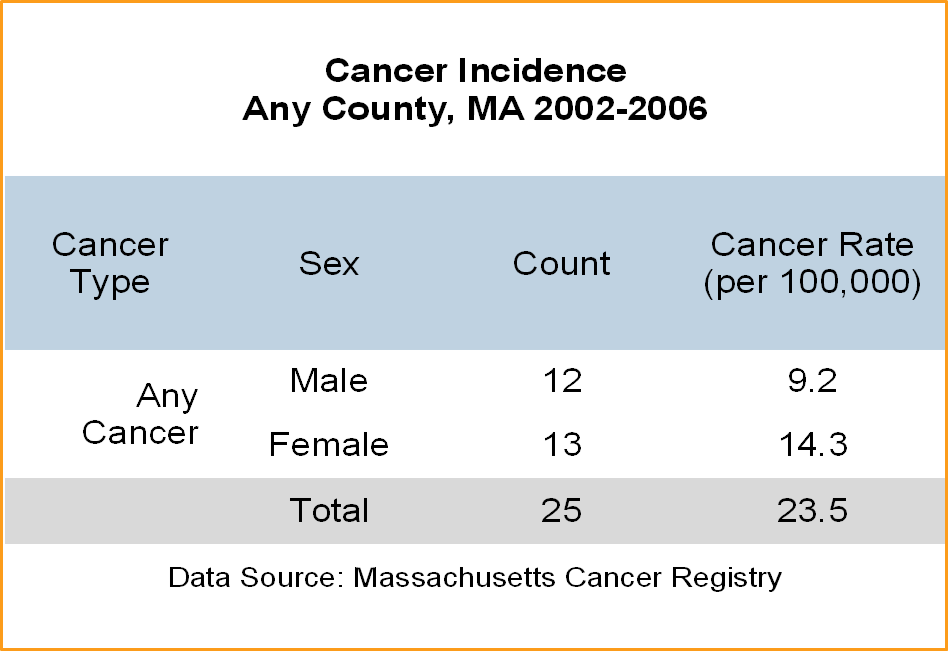 Cancer Incidence
Any County, MA 2002-2006
Cancer Type Sex Count Cancer Rate (per 100,000)
Any Cancer Male 12 9.2
Female 13 14.3
Total 25 23.5
Data Source: Massachusetts Cancer Registry